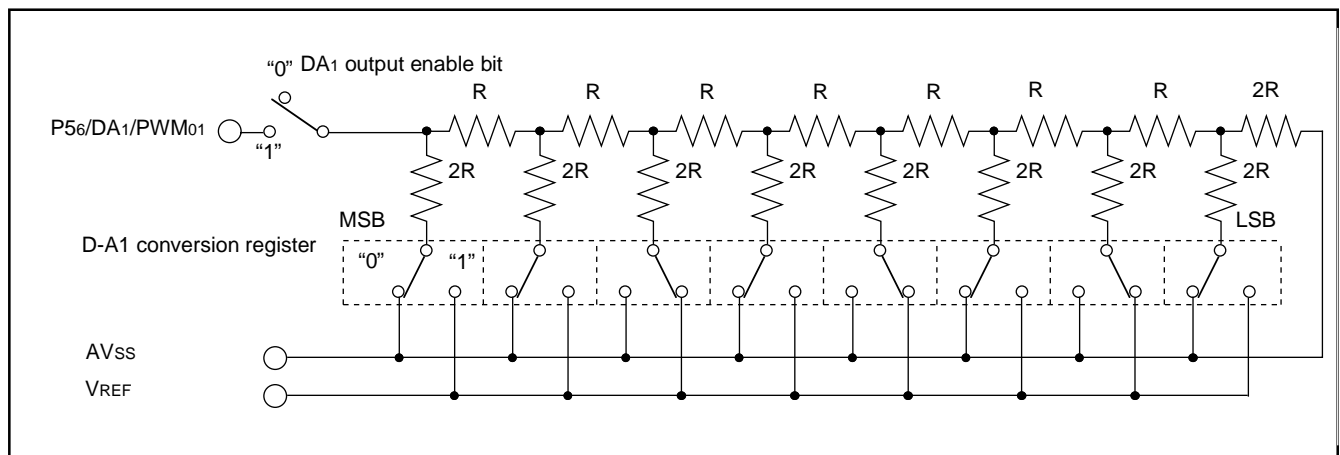 “0” DA1 output enable bit
R R R R R R R 2R
P56/DA1/PWM01
“1”
2R 2R 2R 2R 2R 2R 2R 2R
MSB LSB
D-A1 conversion register
“0” “1”
AVSS
VREF